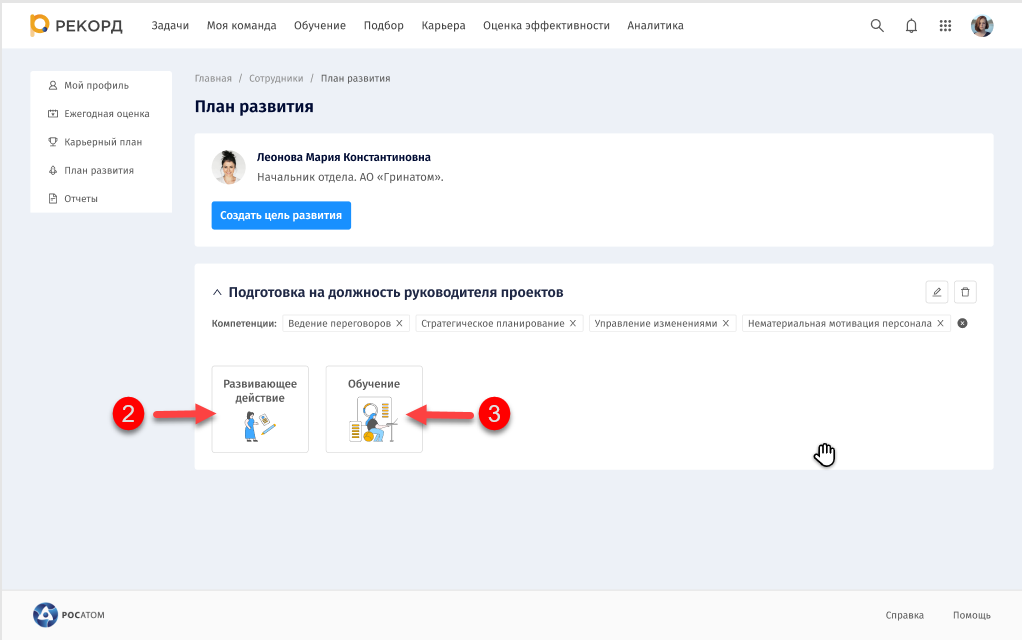 РЕКОРД
Задачи Моя команда Обучение Подбор Карьера Оценка эффективности Аналитика
Мой профиль
Ежегодная оценка
Карьерный план
План развития
Отчеты
Главная / Сотрудники / План развития
План развития
Леонова Мария Константиновна
Начальник отдела. АО «Гринатом».
Создать цель развития
Подготовка на должность руководителя проектов
Компетенции: Ведение переговоров Стратегическое планирование Управление изменениями Нематериальная мотивация персонала
Развивающее
действие
Обучение
2
3
РОСАТОМ
Справка Помощь